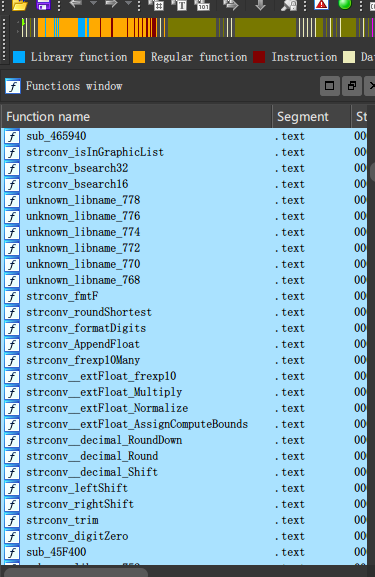 Library function Regular function Instruction Da
Functions window
Function name Segment St
sub_465940 .text 00
strconv_isInGraphicList .text 00
strconv_bsearch32 .text 00
strconv_bsearch16 .text 00
unknown_libname_778 .text 00
unknown_libname_776 .text 00
unknown_libname_774 .text 00
unknown_libname_772 .text 00
unknown_libname_770 .text 00
unknown_libname_768 .text 00
strconv_fmtF .text 00
strconv_roundShortest .text 00
strconv_formatDigits .text 00
strconv_AppendFloat .text 00
strconv_frexp10Many .text 00
strconv__extFloat_frexp10 .text 00
strconv__extFloat_Multiply .text 00
strconv__extFloat_Normalize .text 00
strconv__extFloat_AssignComputeBounds .text 00
strconv__decimal_RoundDown .text 00
strconv__decimal_Round .text 00
strconv__decimal_Shift .text 00
strconv_leftShift .text 00
strconv_rightShift .text 00
strconv_trim .text 00
strconv_digitZero .text 00
sub_45F400 .text 00